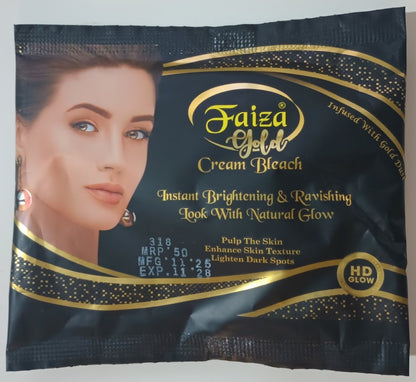 Faiza®
Gold
Cream Bleach
Infused With Gold Dust
Instant Brightening & Ravishing
Look With Natural Glow
Pulp The Skin
Enhance Skin Texture
Lighten Dark Spots
318
MRP.50
MFG.11.25
EXP.11.28
HD
GLOW